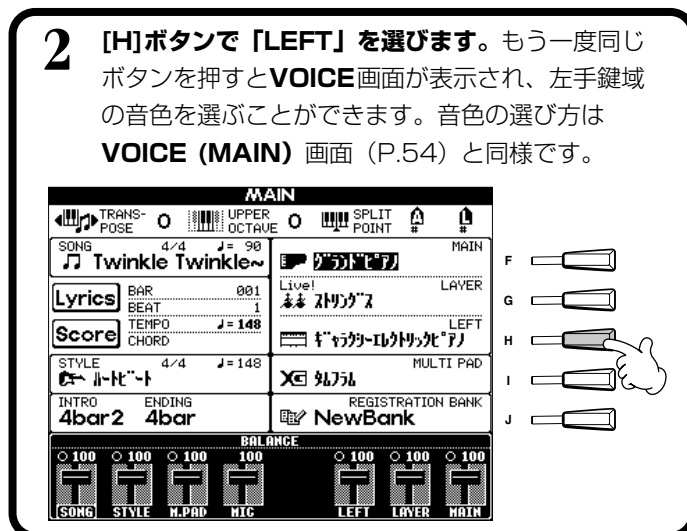 2 [H]ボタンで「LEFT」を選びます。もう一度同じ
ボタンを押すとVOICE画面が表示され、左手鍵域
の音色を選ぶことができます。音色の選び方は
VOICE (MAIN) 画面（P.54）と同様です。
MAIN
TRANS-POSE 0 UPPER OCTAVE 0 SPLIT POINT A# L#
SONG 4/4 ♩= 90
Twinkle Twinkle~
MAIN
グランドピアノ
F
Lyrics BAR 001
BEAT 1
Live! LAYER
ストリングス
G
Score TEMPO ♩=148
CHORD
LEFT
ギャラクシーエレクトリックピアノ
H
STYLE 4/4 ♩=148
8ビート
MULTI PAD
タムフラム
I
INTRO ENDING
4bar2 4bar
REGISTRATION BANK
NewBank
J
BALANCE
100 100 100 100 100 100 100
SONG STYLE M.PAD MIC LEFT LAYER MAIN